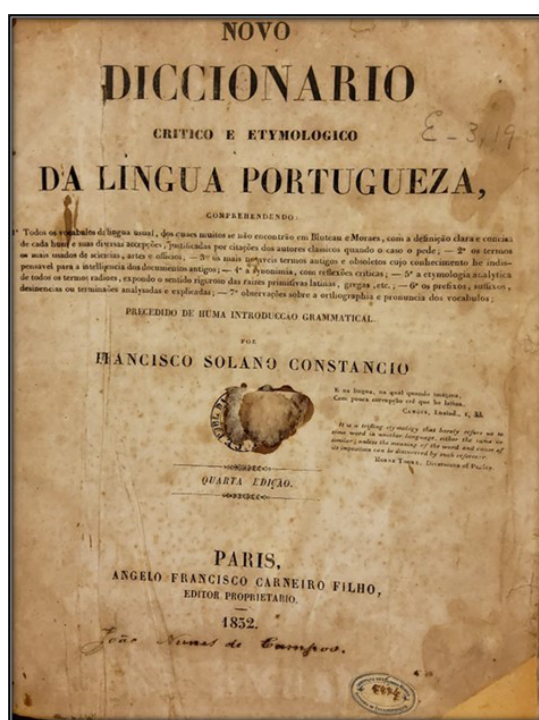 NOVO
DICCIONARIO
CRITICO E ETYMOLOGICO
E-3,19
DA LINGUA PORTUGUEZA,
COMPREHENDENDO:
1º Todos os vocabulos da lingua usual, dos cuaes muitos se não encontrão em Bluteau e Moraes, com a definição clara e concisa
de cada hum e suas diversas accepções, justificadas por citações dos autores classicos quando o caso o pede; — 2º os termos
os mais usados de sciencias, artes e officios; — 3º os mais notaveis termos antigos e obsoletos cujo conhecimento he indis-
pensavel para a intelligencia dos documentos antigos; — 4º a synonimia, com reflexões criticas; — 5º a etymologia analytica
de todos os termos radicaes, expondo o sentido rigoroso das raizes primitivas latinas, gregas, etc.; — 6º os prefixos, suffixos,
desinencias ou terminações analysadas e explicadas; — 7º observações sobre a orthographia e pronuncia dos vocabulos;
PRECEDIDO DE HUMA INTRODUCCAO GRAMMATICAL.
POR
FRANCISCO SOLANO CONSTANCIO
E na lingua, na qual quando imagina,
Com pouca corrupção crê que he latina.
Camões, Lusiad., I, 33.
It is a trifling etymology that barely refers us to
some word in another language, either the same or
similar; unless the meaning of the word and cause of
its imposition can be discovered by such reference.
Horne Tooke, Diversions of Purley.
QUARTA EDIÇÃO.
PARIS,
ANGELO FRANCISCO CARNEIRO FILHO,
EDITOR PROPRIETARIO.
1852.
João Nunes de Campos.